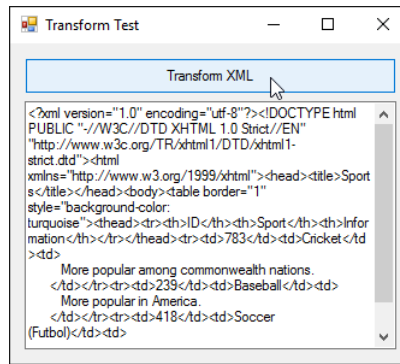 Transform Test
Transform XML
<?xml version="1.0" encoding="utf-8"?><!DOCTYPE html
PUBLIC "-//W3C//DTD XHTML 1.0 Strict//EN"
"http://www.w3c.org/TR/xhtml1/DTD/xhtml1-
strict.dtd"><html
xmlns="http://www.w3.org/1999/xhtml"><head><title>Sport
s</title></head><body><table border="1"
style="background-color:
turquoise"><thead><tr><th>ID</th><th>Sport</th><th>Infor
mation</th></tr></thead><tr><td>783</td><td>Cricket</td
><td>
More popular among commonwealth nations.
</td></tr><tr><td>239</td><td>Baseball</td><td>
More popular in America.
</td></tr><tr><td>418</td><td>Soccer
(Futbol)</td><td>